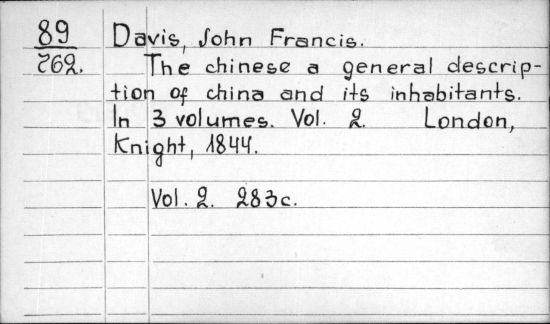 89 Davis, John Francis.
762. The chinese a general descrip-
tion of china and its inhabitants.
In 3 volumes. Vol. 2. London,
Knight, 1844.
Vol. 2. 283c.